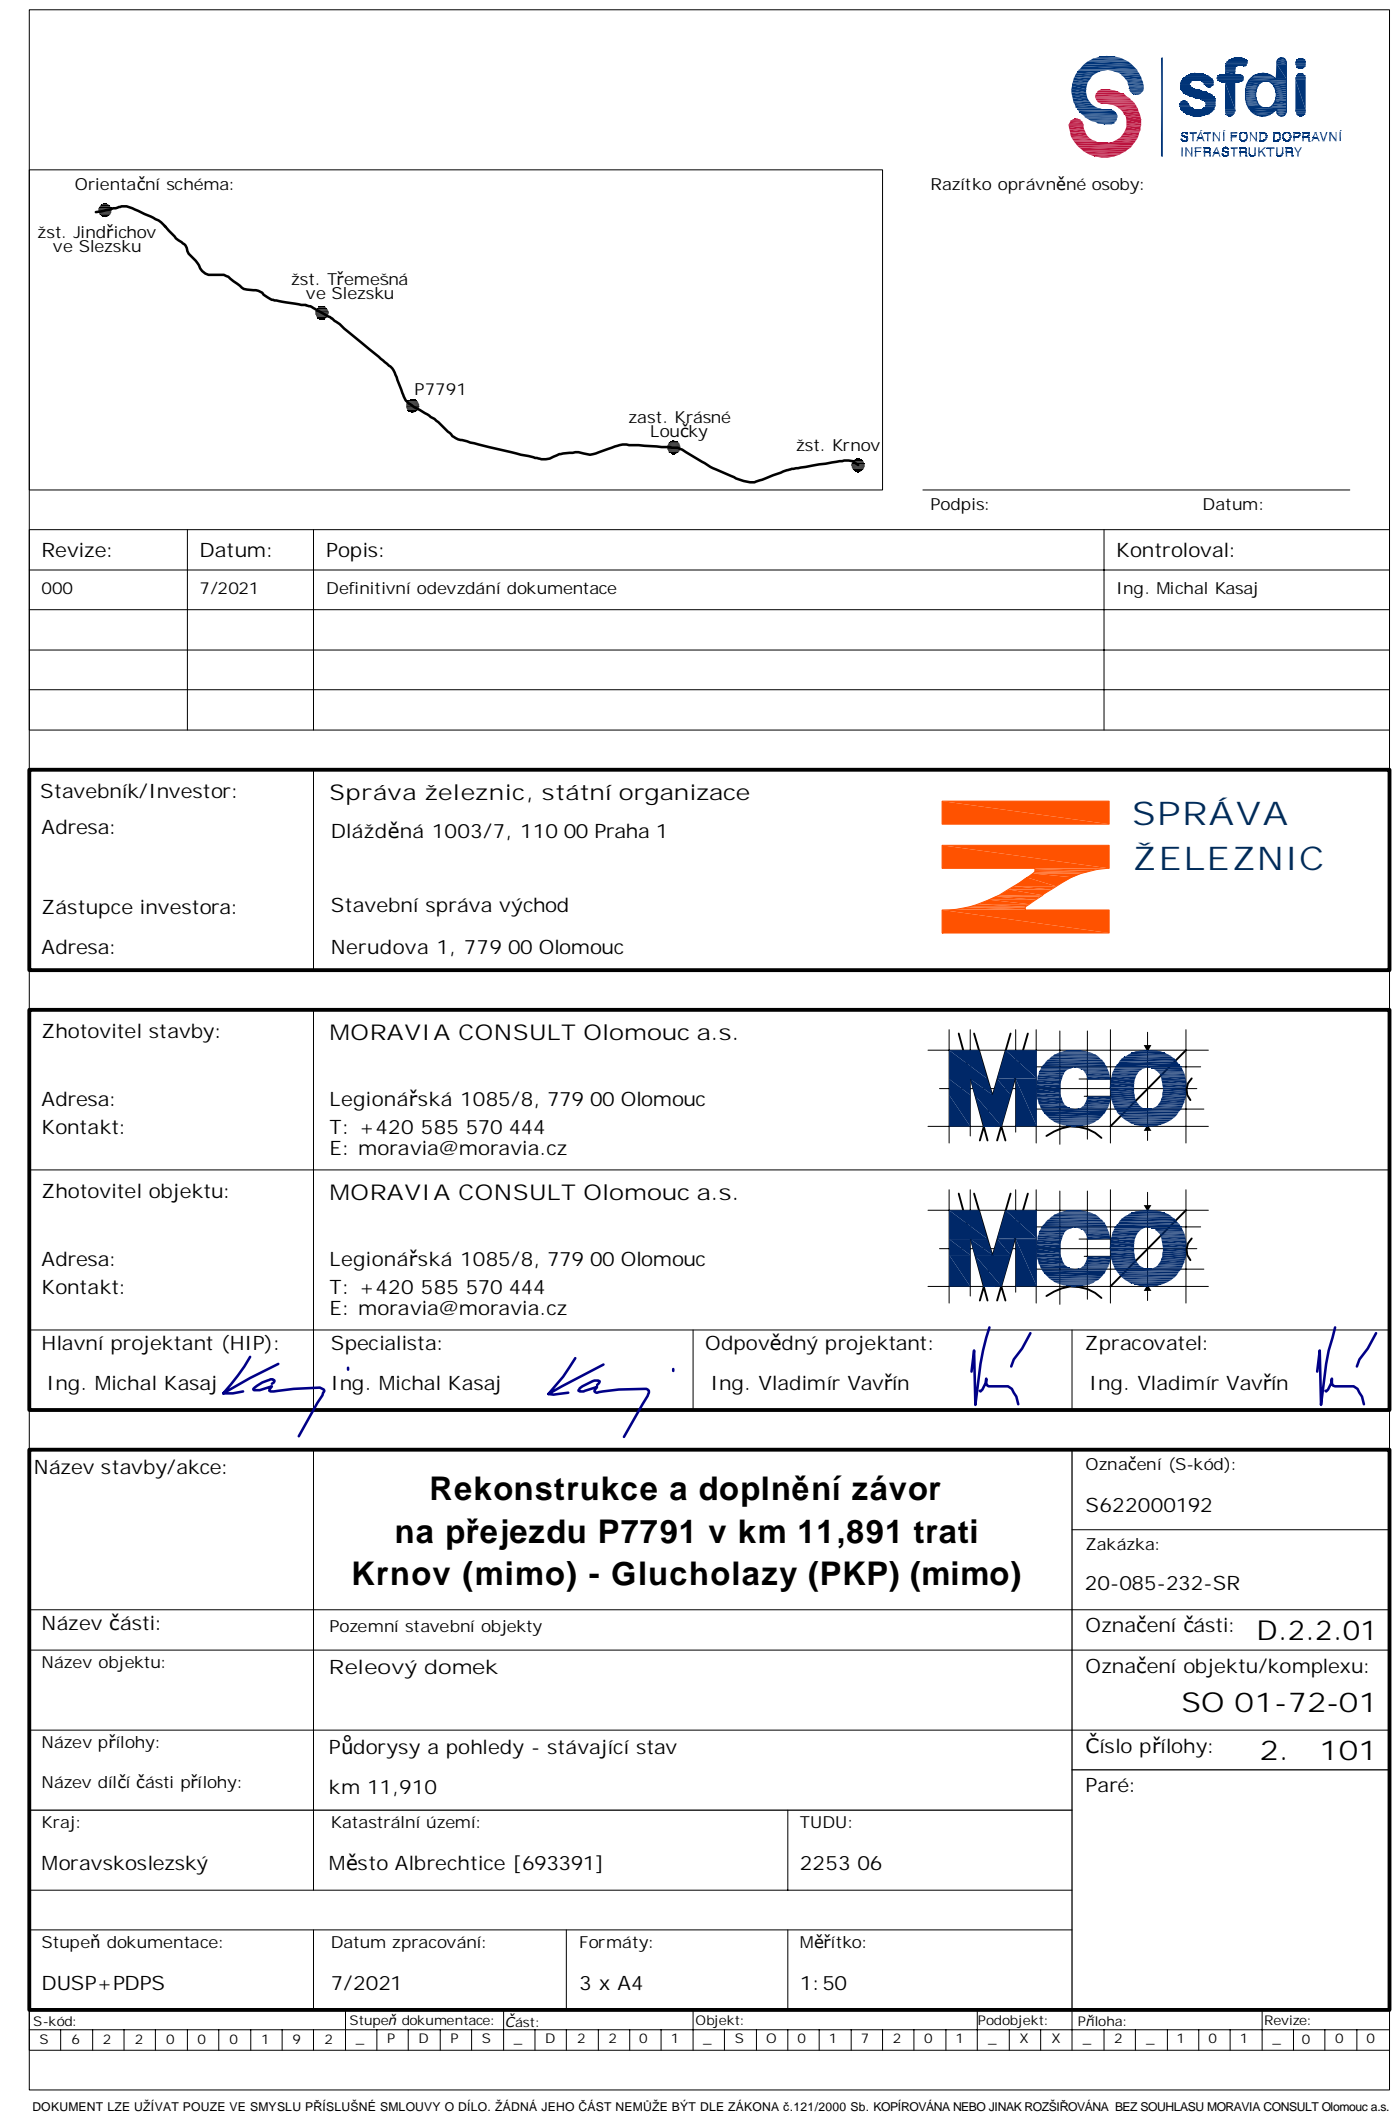 sfdi
STÁTNÍ FOND DOPRAVNÍ
INFRASTRUKTURY
Orientační schéma:
Razítko oprávněné osoby:
žst. Jindřichov
ve Slezsku
žst. Třemešná
ve Slezsku
P7791
zast. Krásné
Loučky
žst. Krnov
Podpis: Datum:
Revize: Datum: Popis: Kontroloval:
000 7/2021 Definitivní odevzdání dokumentace Ing. Michal Kasaj
Stavebník/Investor: Správa železnic, státní organizace
Adresa: Dlážděná 1003/7, 110 00 Praha 1
SPRÁVA
ŽELEZNIC
Zástupce investora: Stavební správa východ
Adresa: Nerudova 1, 779 00 Olomouc
Zhotovitel stavby: MORAVIA CONSULT Olomouc a.s.
MCO
Adresa: Legionářská 1085/8, 779 00 Olomouc
Kontakt: T: +420 585 570 444
E: moravia@moravia.cz
Zhotovitel objektu: MORAVIA CONSULT Olomouc a.s.
MCO
Adresa: Legionářská 1085/8, 779 00 Olomouc
Kontakt: T: +420 585 570 444
E: moravia@moravia.cz
Hlavní projektant (HIP): Specialista: Odpovědný projektant: Zpracovatel:
Ing. Michal Kasaj Ing. Michal Kasaj Ing. Vladimír Vavřín Ing. Vladimír Vavřín
Název stavby/akce:
Rekonstrukce a doplnění závor
na přejezdu P7791 v km 11,891 trati
Krnov (mimo) - Glucholazy (PKP) (mimo)
Označení (S-kód):
S622000192
Zakázka:
20-085-232-SR
Název části: Pozemní stavební objekty Označení části: D.2.2.01
Název objektu: Releový domek Označení objektu/komplexu:
SO 01-72-01
Název přílohy: Půdorysy a pohledy - stávající stav Číslo přílohy: 2. 101
Název dílčí části přílohy: km 11,910 Paré:
Kraj: Katastrální území: TUDU:
Moravskoslezský Město Albrechtice [693391] 2253 06
Stupeň dokumentace: Datum zpracování: Formáty: Měřítko:
DUSP+PDPS 7/2021 3 x A4 1:50
S-kód: Stupeň dokumentace: Část: Objekt: Podobjekt: Příloha: Revize:
S 6 2 2 0 0 0 1 9 2 _ P D P S _ D 2 2 0 1 _ S O 0 1 7 2 0 1 _ X X _ 2 _ 1 0 1 _ 0 0 0
DOKUMENT LZE UŽÍVAT POUZE VE SMYSLU PŘÍSLUŠNÉ SMLOUVY O DÍLO. ŽÁDNÁ JEHO ČÁST NEMŮŽE BÝT DLE ZÁKONA č.121/2000 Sb. KOPÍROVÁNA NEBO JINAK ROZŠIŘOVÁNA BEZ SOUHLASU MORAVIA CONSULT Olomouc a.s.